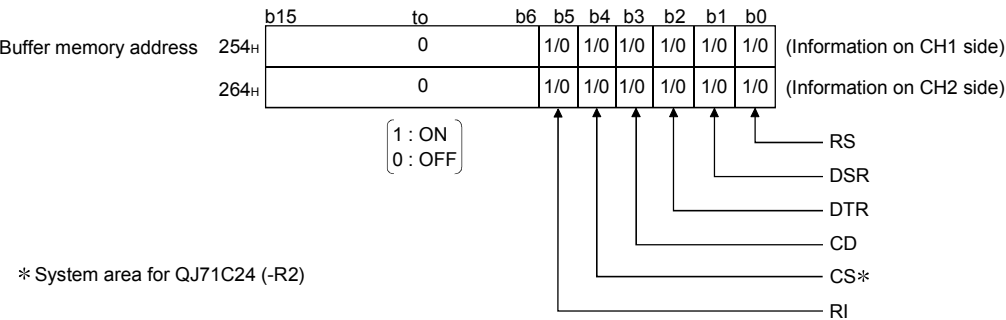 b15 to b6 b5 b4 b3 b2 b1 b0
Buffer memory address 254H 0 1/0 1/0 1/0 1/0 1/0 1/0 (Information on CH1 side)
264H 0 1/0 1/0 1/0 1/0 1/0 1/0 (Information on CH2 side)
1 : ON
0 : OFF
RS
DSR
DTR
CD
CS*
RI
* System area for QJ71C24 (-R2)